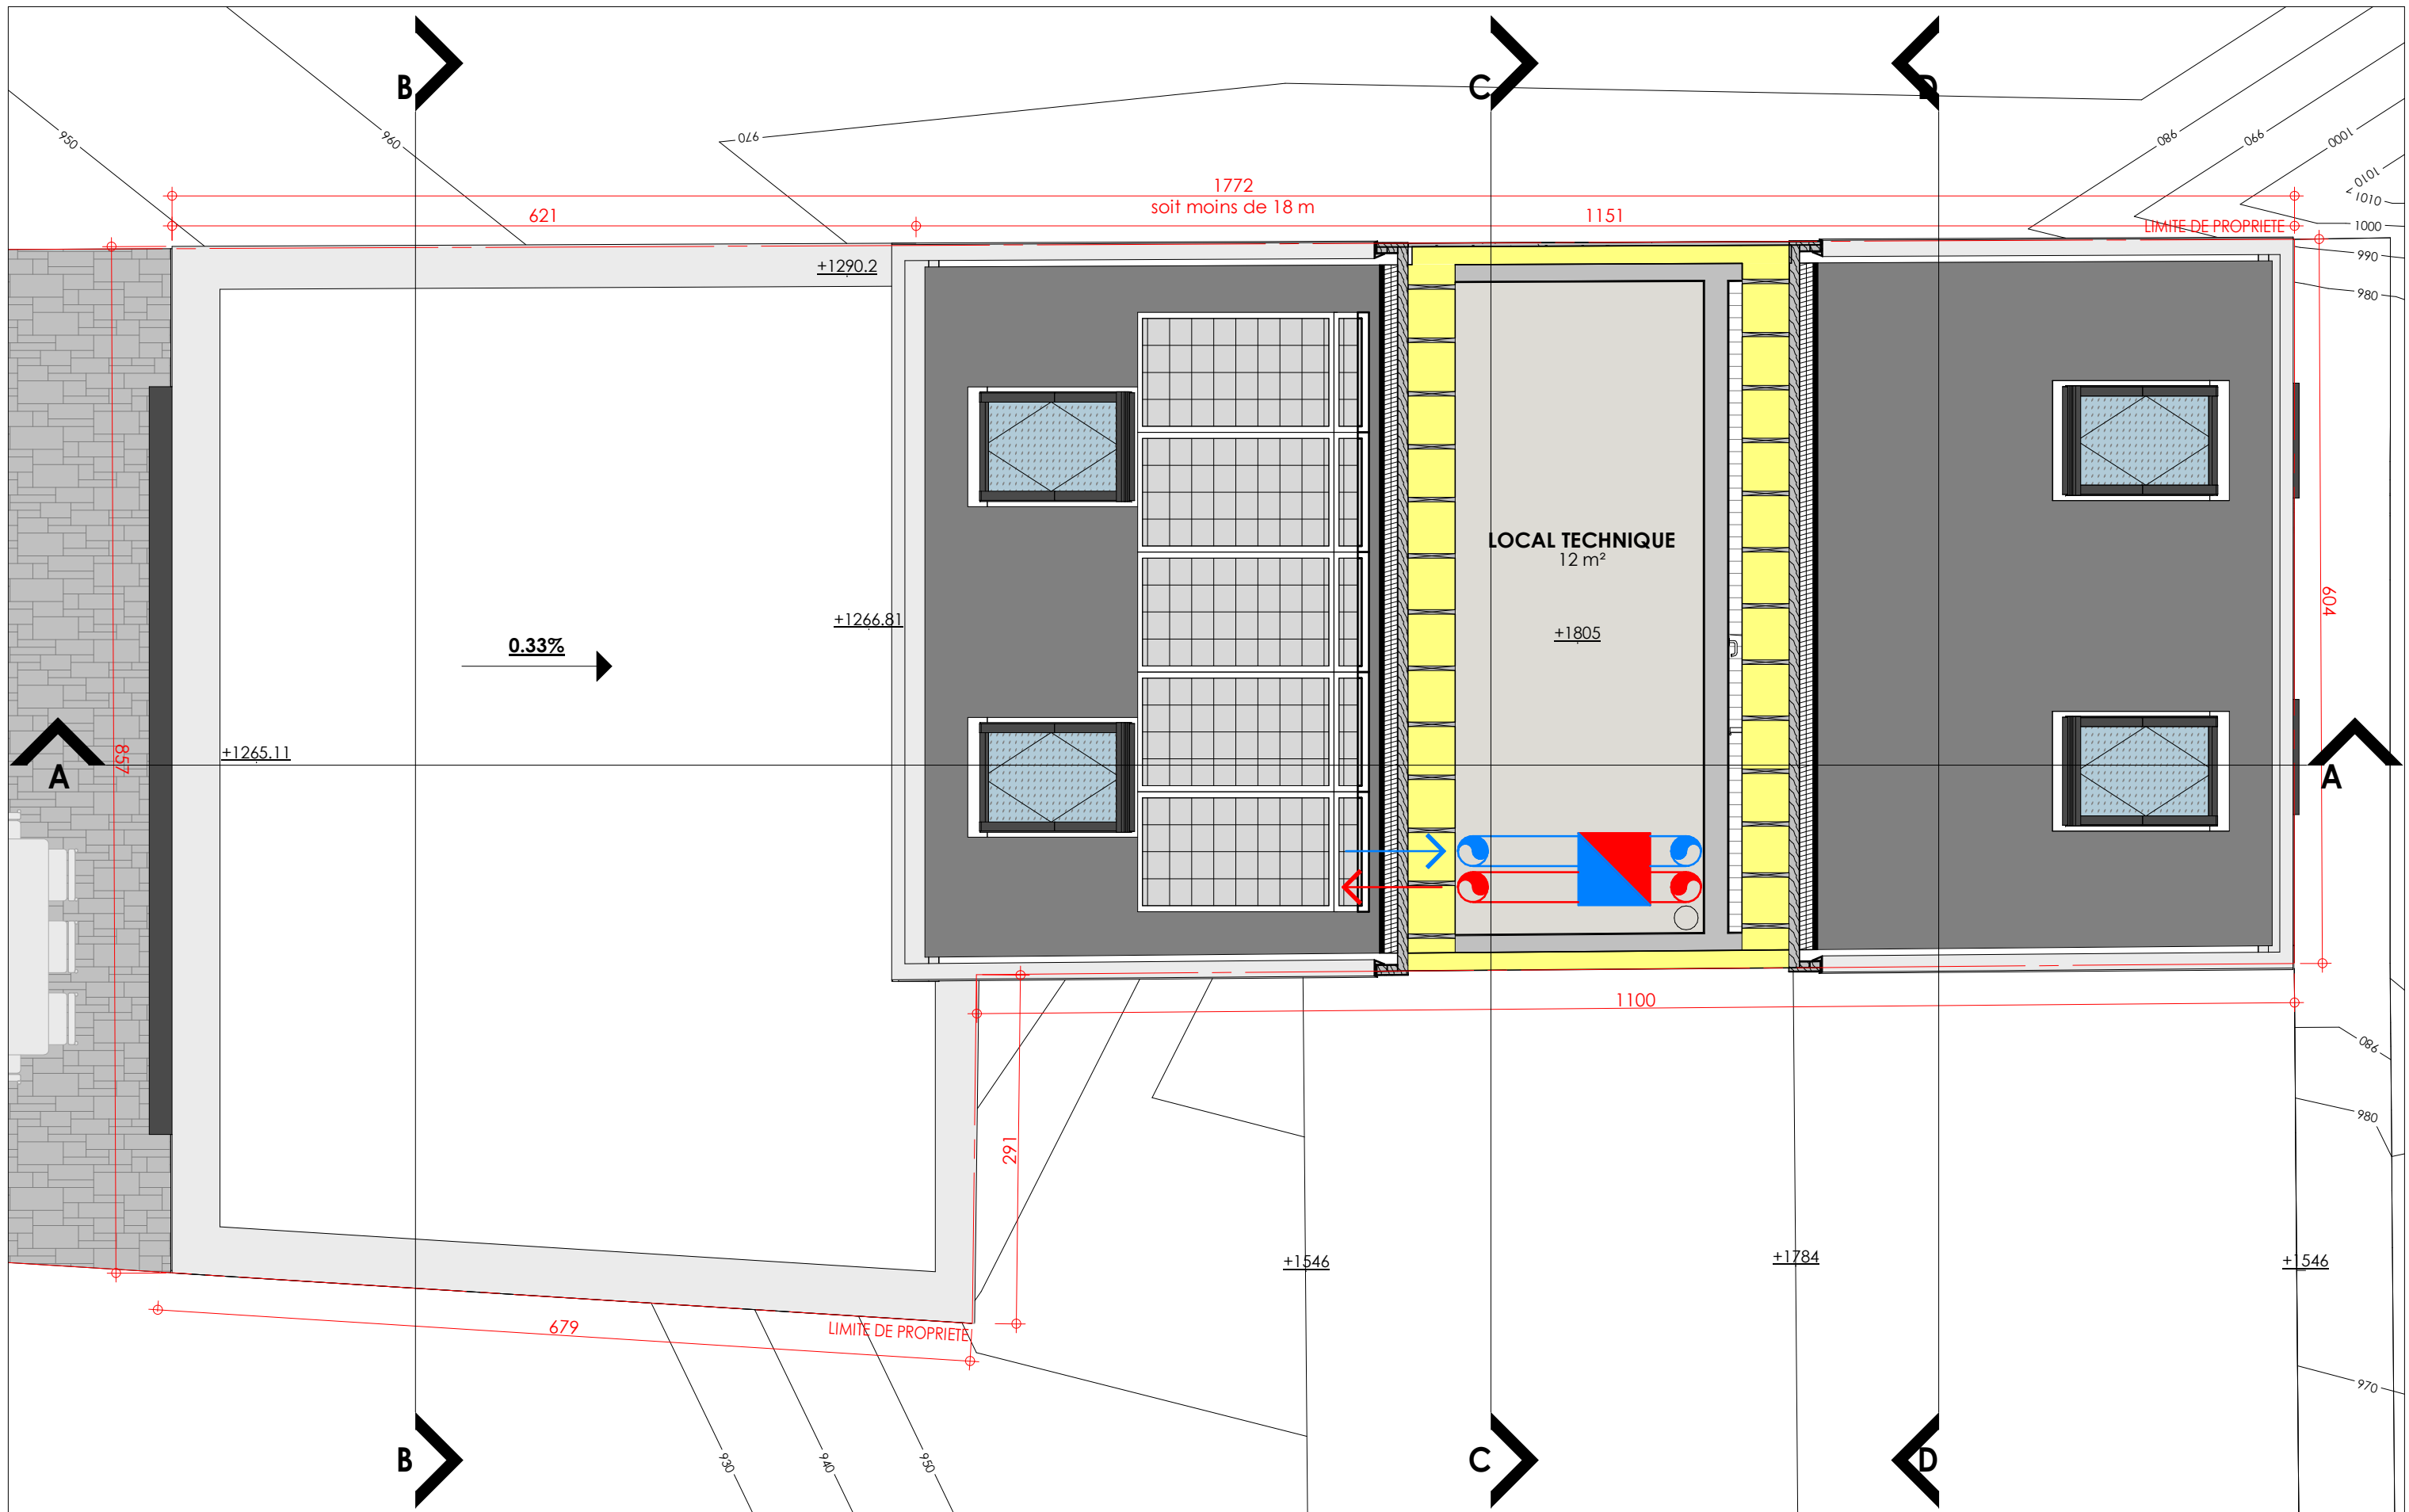 B
C
D
950
960
970
980
990
1000
1010
1010
1000
990
980
1772
soit moins de 18 m
621
1151
LIMITE DE PROPRIETE
+1290.2
+1266.81
0.33%
LOCAL TECHNIQUE
12 m²
+1805
604
857
+1265.11
A
A
1100
291
980
980
+1546
+1784
+1546
679
LIMITE DE PROPRIETE
970
930
940
950
B
C
D